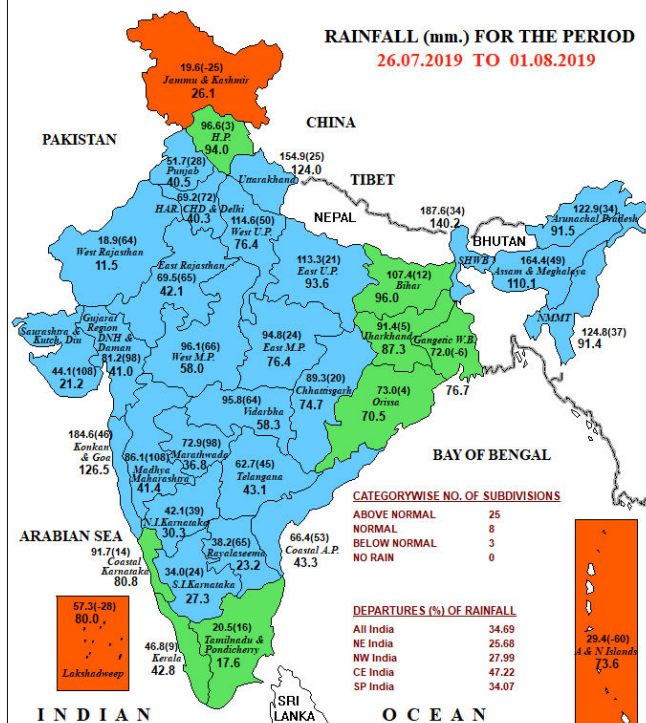 RAINFALL (mm.) FOR THE PERIOD
26.07.2019 TO 01.08.2019
19.6(-25)
Jammu & Kashmir
26.1
CHINA
96.6(3)
H.P.
94.0
PAKISTAN
51.7(28)
Punjab
40.5
154.9(25)
Uttarakhand
124.0
TIBET
69.2(72)
HAR. CHD & Delhi
40.3
114.6(50)
West U.P.
76.4
NEPAL
187.6(34)
140.2
SHWB
BHUTAN
122.9(34)
Arunachal Pradesh
91.5
18.9(64)
West Rajasthan
11.5
East Rajasthan
69.5(65)
42.1
113.3(21)
East U.P.
93.6
107.4(12)
Bihar
96.0
164.4(49)
Assam & Meghalaya
110.1
NMMT
124.8(37)
91.4
Saurashtra &
Kutch, Diu
44.1(108)
21.2
Gujarat
Region
DNH &
Daman
81.2(98)
41.0
96.1(66)
West M.P.
58.0
94.8(24)
East M.P.
76.4
91.4(5)
Jharkhand
87.3
Gangetic W.B.
72.0(-6)
76.7
89.3(20)
Chhattisgarh
74.7
73.0(4)
Orissa
70.5
95.8(64)
Vidarbha
58.3
184.6(46)
Konkan
& Goa
126.5
86.1(108)
Madhya
Maharashtra
41.4
72.9(98)
Marathwada
36.8
62.7(45)
Telangana
43.1
BAY OF BENGAL
42.1(39)
N.I.Karnataka
30.3
ARABIAN SEA
91.7(14)
Coastal
Karnataka
80.8
38.2(65)
Rayalaseema
23.2
66.4(53)
Coastal A.P.
43.3
34.0(24)
S.I.Karnataka
27.3
57.3(-28)
80.0
Lakshadweep
46.8(9)
Kerala
42.8
20.5(16)
Tamilnadu &
Pondicherry
17.6
CATEGORYWISE NO. OF SUBDIVISIONS
ABOVE NORMAL 25
NORMAL 8
BELOW NORMAL 3
NO RAIN 0
DEPARTURES (%) OF RAINFALL
All India 34.69
NE India 25.68
NW India 27.99
CE India 47.22
SP India 34.07
29.4(-60)
A & N Islands
73.6
SRI
LANKA
INDIAN OCEAN